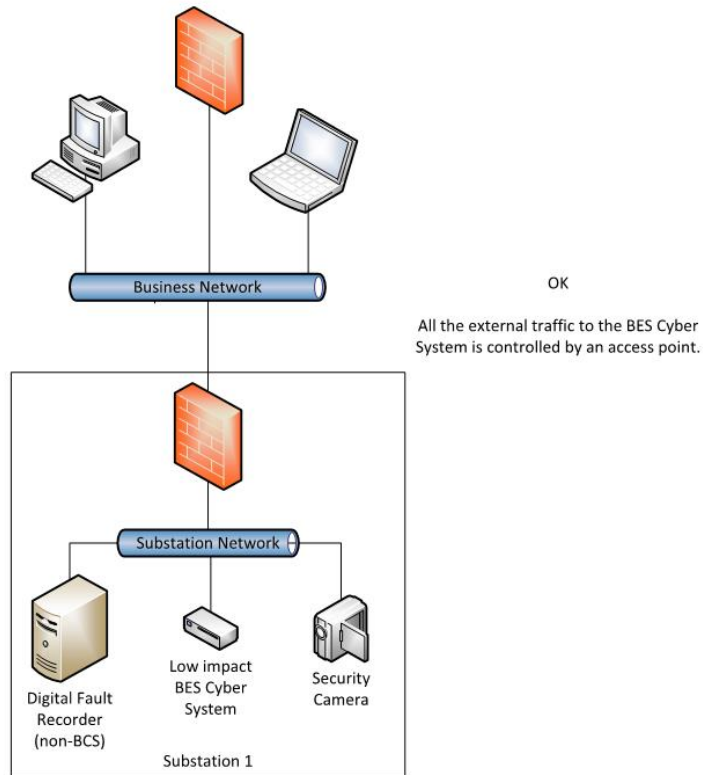 Business Network
OK
All the external traffic to the BES Cyber
System is controlled by an access point.
Substation Network
Digital Fault
Recorder
(non-BCS)
Low impact
BES Cyber
System
Security
Camera
Substation 1